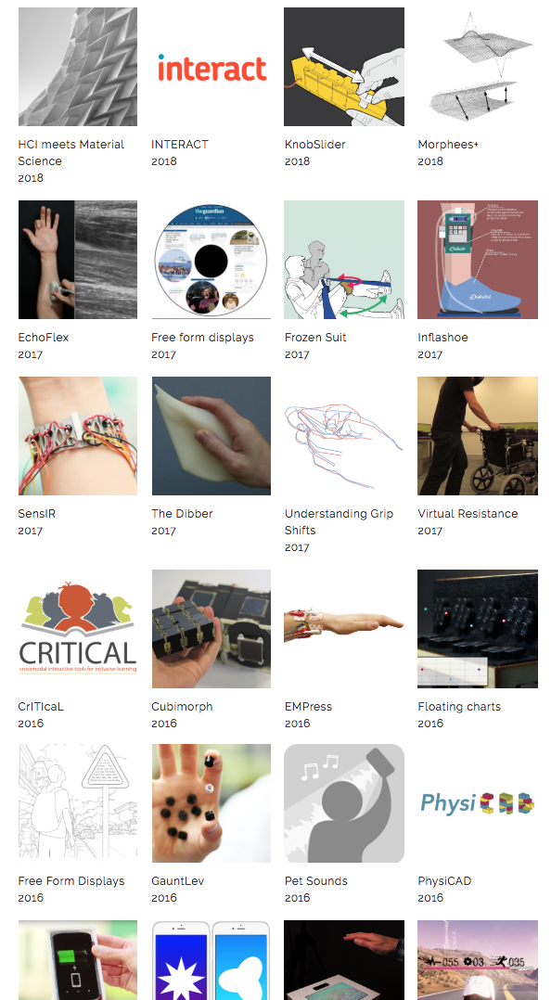 interact
HCI meets Material
Science
2018
INTERACT
2018
KnobSlider
2018
Morphees+
2018
theguardian
EchoFlex
2017
Free form displays
2017
Frozen Suit
2017
Inflashoe
2017
SensIR
2017
The Dibber
2017
Understanding Grip
Shifts
2017
Virtual Resistance
2017
CRITICAL
crossmodal interactive tools for inclusive learning
CrITIcaL
2016
Cubimorph
2016
EMPress
2016
Floating charts
2016
PhysiCAD
Free Form Displays
2016
GauntLev
2016
Pet Sounds
2016
PhysiCAD
2016
055 03 035